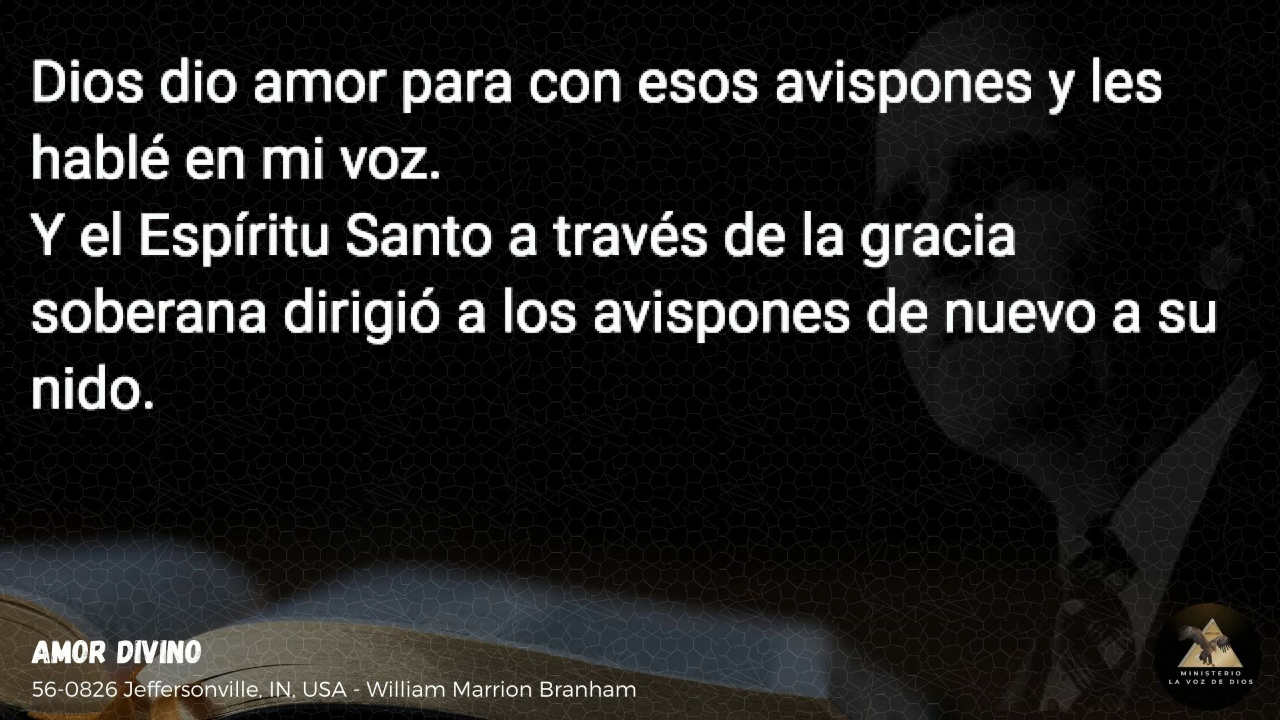 Dios dio amor para con esos avispones y les
hablé en mi voz.
Y el Espíritu Santo a través de la gracia
soberana dirigió a los avispones de nuevo a su
nido.
AMOR DIVINO
56-0826 Jeffersonville, IN, USA - William Marrion Branham
MINISTERIO
LA VOZ DE DIOS